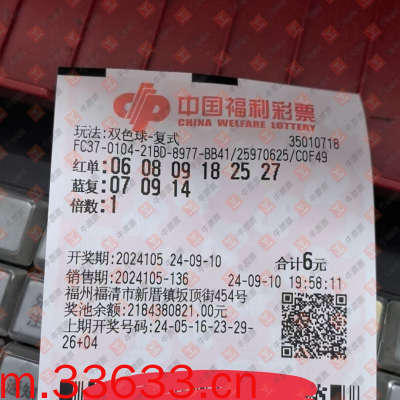 中国福利彩票
CHINA WELFARE LOTTERY
玩法:双色球-复式 35010718
FC37-0104-21BD-8977-BB41/25970625/C0F49
红单:06 08 09 18 25 27
蓝复:07 09 14
倍数:1
开奖期:2024105 24-09-10 合计6元
销售期:2024105-136 24-09-10 19:58:11
福州福清市新厝镇坂顶街454号
奖池余额:2184380821.00元
上期开奖号码:24-05-16-23-29-
26+04
m.33633.cn